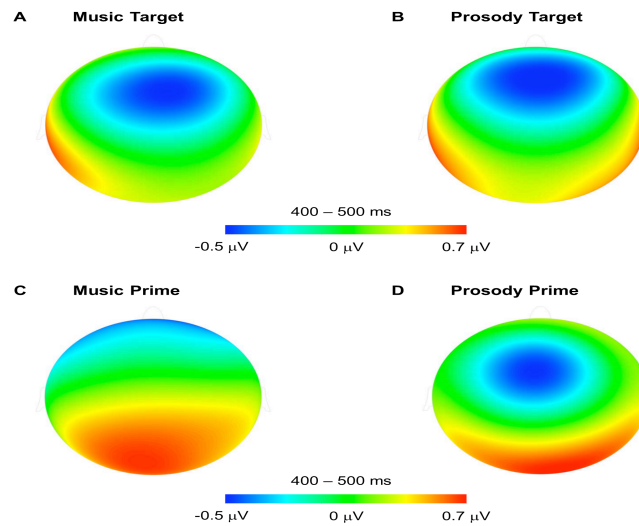 A Music Target
B Prosody Target
400 – 500 ms
-0.5 μV 0 μV 0.7 μV
C Music Prime
D Prosody Prime
400 – 500 ms
-0.5 μV 0 μV 0.7 μV